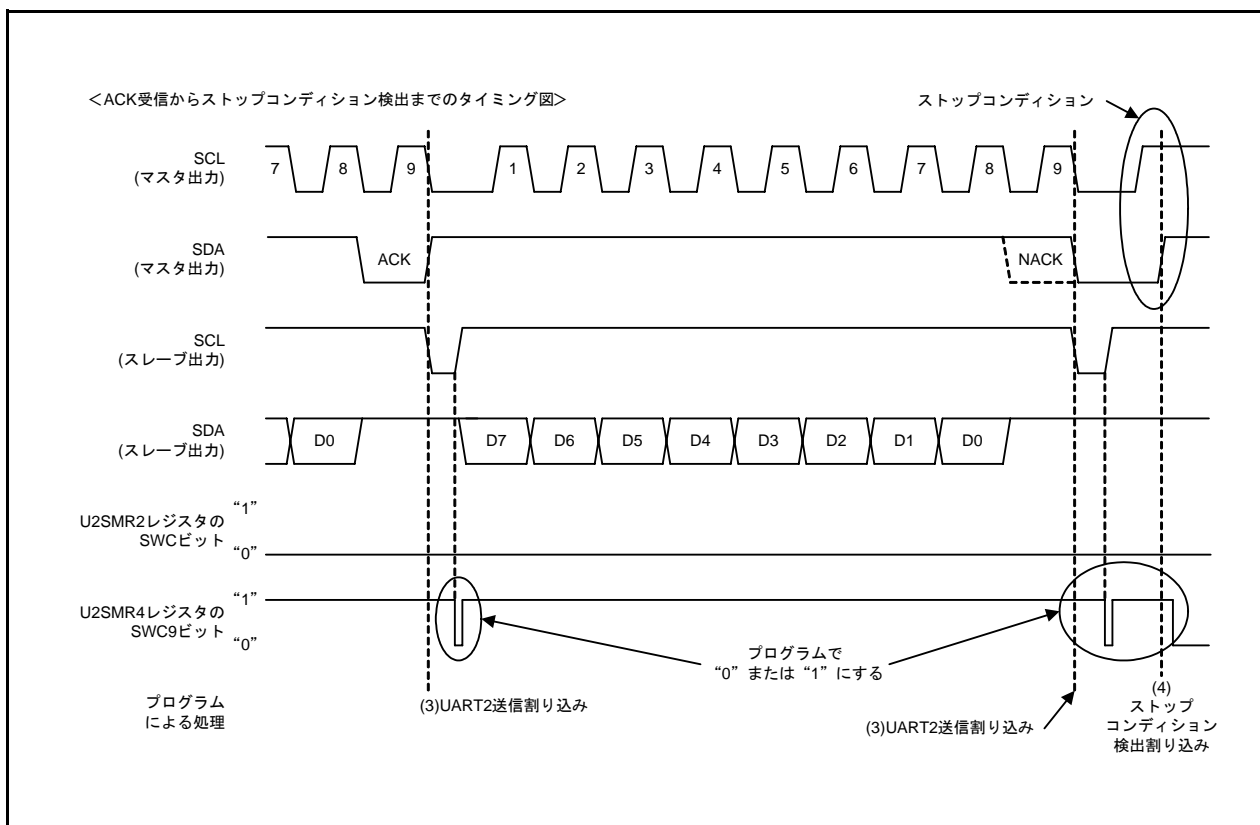 ＜ACK受信からストップコンディション検出までのタイミング図＞
ストップコンディション
SCL
(マスタ出力)
7 8 9 1 2 3 4 5 6 7 8 9
SDA
(マスタ出力)
ACK
NACK
SCL
(スレーブ出力)
SDA
(スレーブ出力)
D0 D7 D6 D5 D4 D3 D2 D1 D0
U2SMR2レジスタの
SWCビット
“1”
“0”
U2SMR4レジスタの
SWC9ビット
“1”
“0”
プログラムで
“0” または “1” にする
プログラム
による処理
(3)UART2送信割り込み
(3)UART2送信割り込み
(4)
ストップ
コンディション
検出割り込み